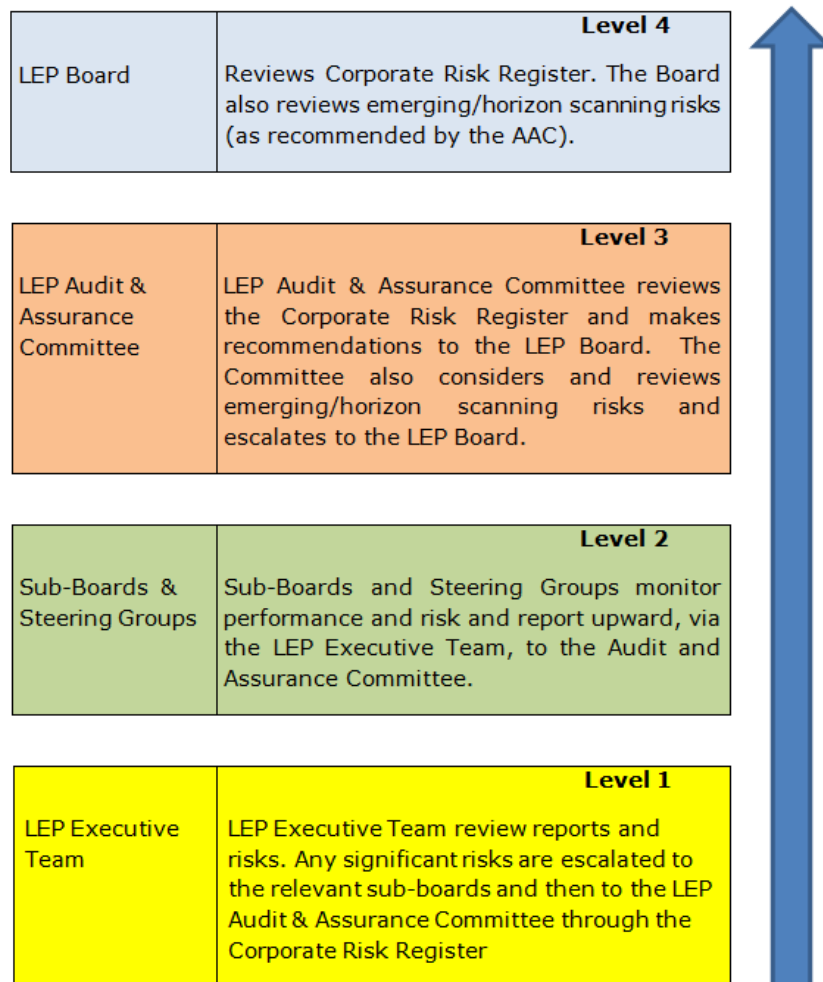 Level 4
LEP Board
Reviews Corporate Risk Register. The Board
also reviews emerging/horizon scanning risks
(as recommended by the AAC).
Level 3
LEP Audit &
Assurance
Committee
LEP Audit & Assurance Committee reviews
the Corporate Risk Register and makes
recommendations to the LEP Board. The
Committee also considers and reviews
emerging/horizon scanning risks and
escalates to the LEP Board.
Level 2
Sub-Boards &
Steering Groups
Sub-Boards and Steering Groups monitor
performance and risk and report upward, via
the LEP Executive Team, to the Audit and
Assurance Committee.
Level 1
LEP Executive
Team
LEP Executive Team review reports and
risks. Any significant risks are escalated to
the relevant sub-boards and then to the LEP
Audit & Assurance Committee through the
Corporate Risk Register